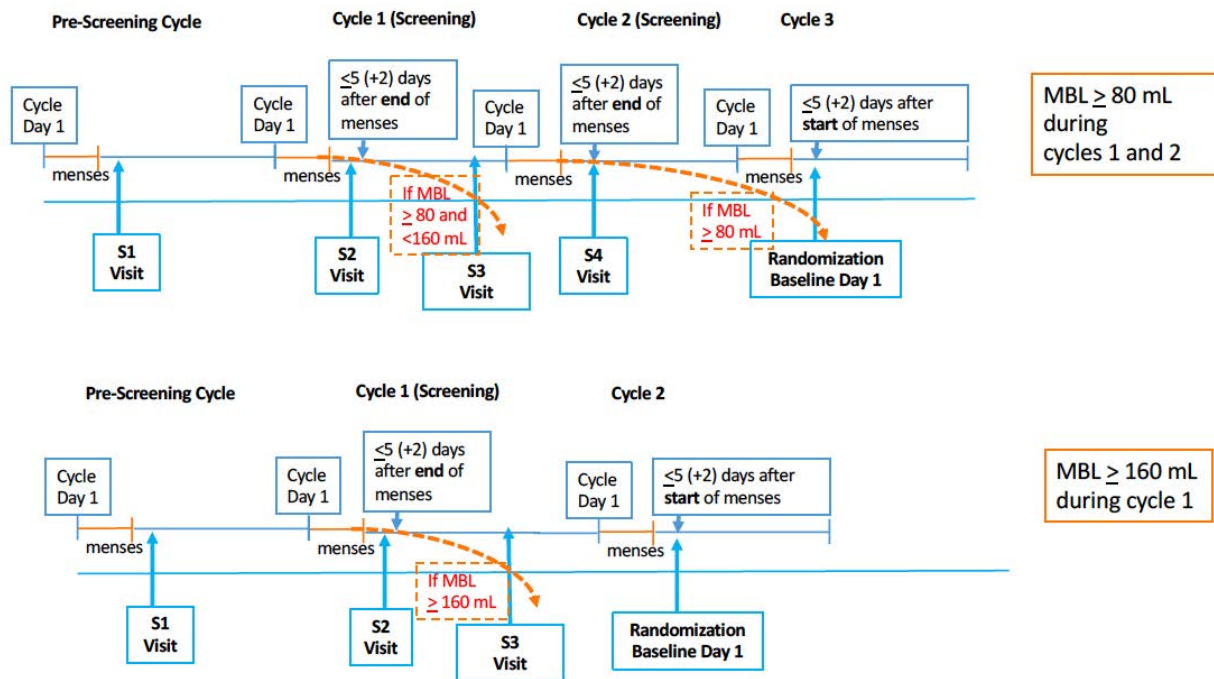 Pre-Screening Cycle
Cycle 1 (Screening)
Cycle 2 (Screening)
Cycle 3
Cycle
Day 1
menses
S1
Visit
Cycle
Day 1
menses
≤5 (+2) days
after end of
menses
If MBL
≥ 80 and
<160 mL
S2
Visit
S3
Visit
Cycle
Day 1
menses
≤5 (+2) days
after end of
menses
S4
Visit
If MBL
≥ 80 mL
Cycle
Day 1
menses
≤5 (+2) days after
start of menses
Randomization
Baseline Day 1
MBL ≥ 80 mL
during
cycles 1 and 2
Pre-Screening Cycle
Cycle 1 (Screening)
Cycle 2
Cycle
Day 1
menses
S1
Visit
Cycle
Day 1
menses
≤5 (+2) days
after end of
menses
If MBL
≥ 160 mL
S2
Visit
S3
Visit
Cycle
Day 1
menses
≤5 (+2) days after
start of menses
Randomization
Baseline Day 1
MBL ≥ 160 mL
during cycle 1